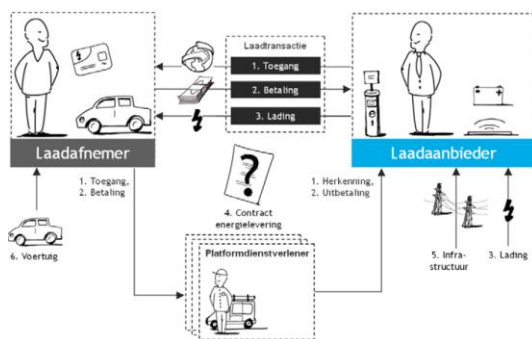 Laadtransactie
1. Toegang
2. Betaling
3. Lading
Laadafnemer
Laadaanbieder
1. Toegang,
2. Betaling
?
4. Contract
energielevering
1. Herkenning,
2. Uitbetaling
6. Voertuig
5. Infra-
structuur
3. Lading
Platformdienstverlener